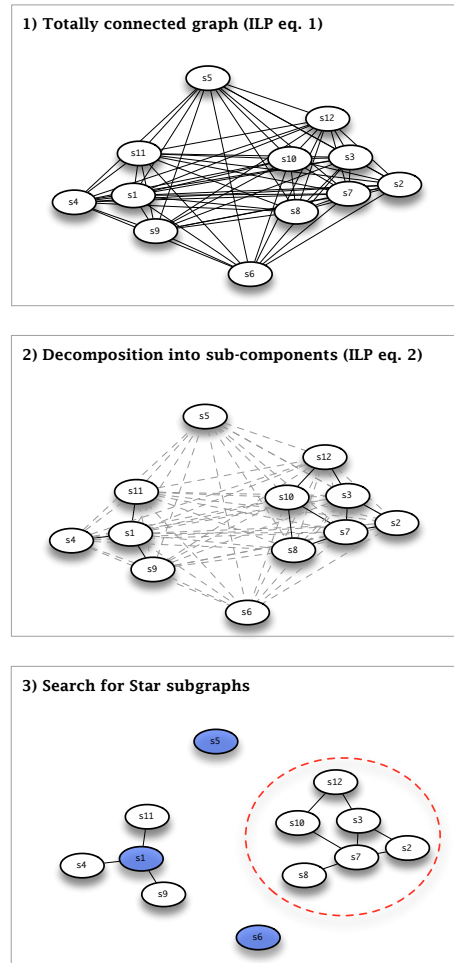 1) Totally connected graph (ILP eq. 1)
s5
s12
s11
s10
s3
s4
s1
s7
s2
s8
s9
s6
2) Decomposition into sub-components (ILP eq. 2)
s5
s12
s11
s10
s3
s4
s1
s7
s2
s8
s9
s6
3) Search for Star subgraphs
s5
s12
s11
s10
s3
s4
s1
s7
s2
s8
s9
s6